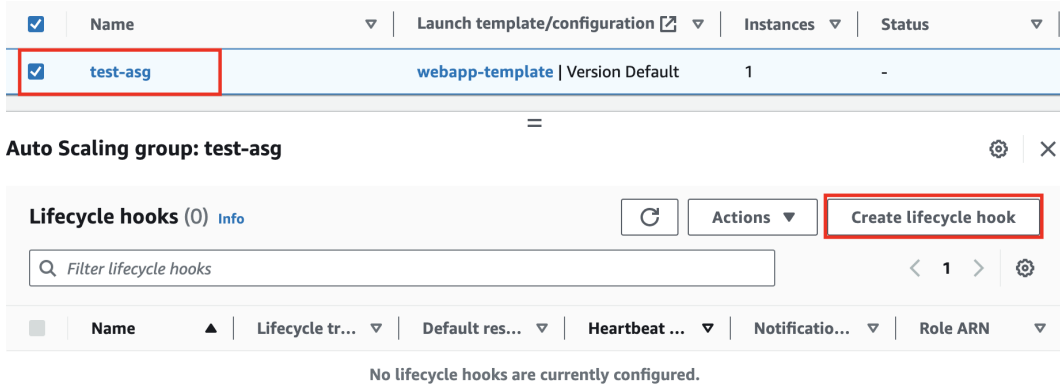 Name Launch template/configuration Instances Status
test-asg webapp-template | Version Default 1 -
Auto Scaling group: test-asg
Lifecycle hooks (0) Info Actions Create lifecycle hook
Filter lifecycle hooks 1
Name Lifecycle tr... Default res... Heartbeat ... Notificatio... Role ARN
No lifecycle hooks are currently configured.